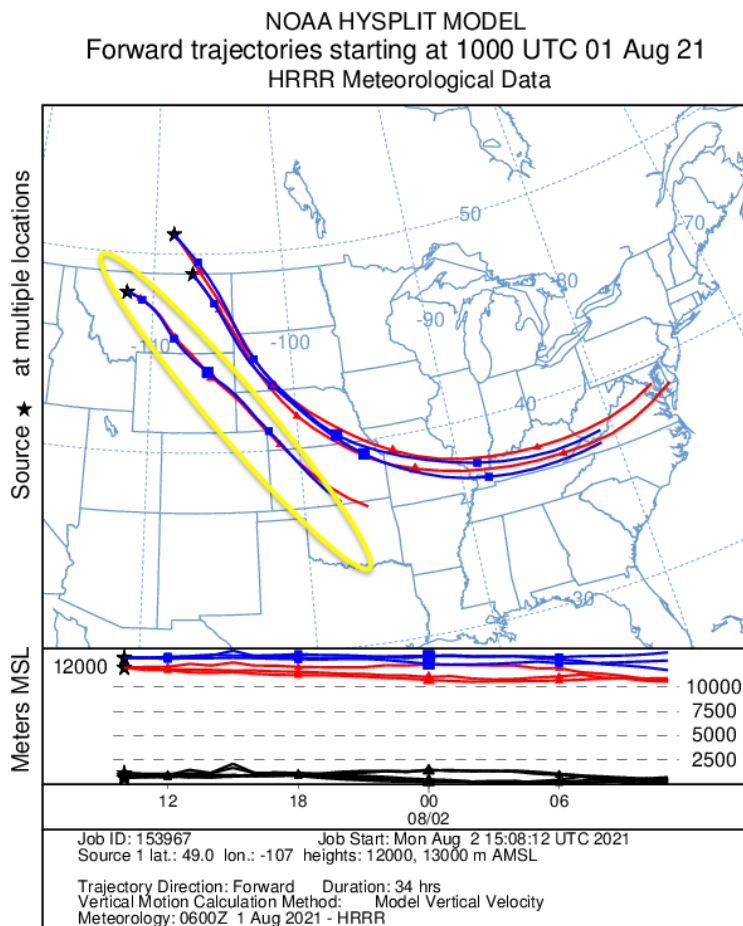 NOAA HYSPLIT MODEL
Forward trajectories starting at 1000 UTC 01 Aug 21
HRRR Meteorological Data
Source ★ at multiple locations
50
-70
-80
-90
-100
-110
40
30
Meters MSL
12000
10000
7500
5000
2500
12 18 00 06
08/02
Job ID: 153967 Job Start: Mon Aug 2 15:08:12 UTC 2021
Source 1 lat.: 49.0 lon.: -107 heights: 12000, 13000 m AMSL
Trajectory Direction: Forward Duration: 34 hrs
Vertical Motion Calculation Method: Model Vertical Velocity
Meteorology: 0600Z 1 Aug 2021 - HRRR